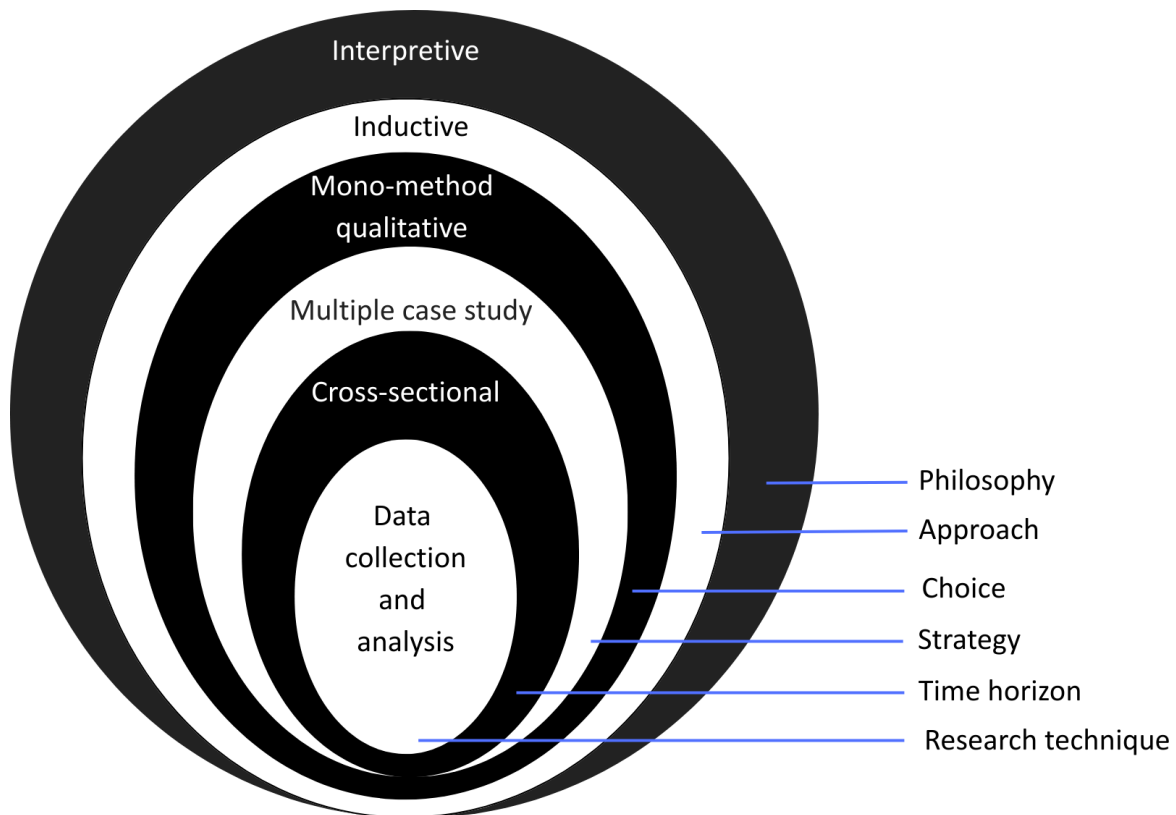 Interpretive
Inductive
Mono-method
qualitative
Multiple case study
Cross-sectional
Data
collection
and
analysis
Philosophy
Approach
Choice
Strategy
Time horizon
Research technique